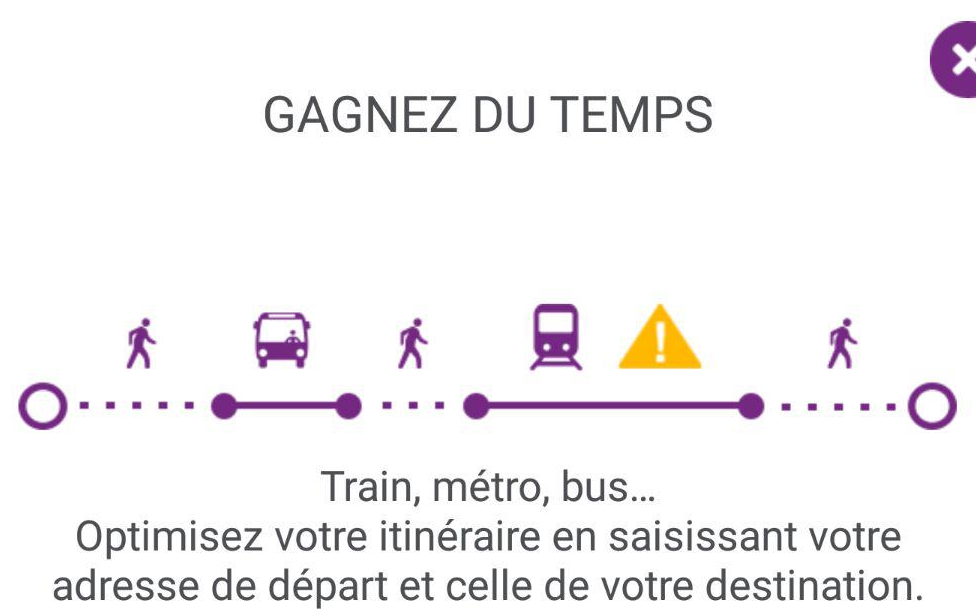 GAGNEZ DU TEMPS
Train, métro, bus...
Optimisez votre itinéraire en saisissant votre
adresse de départ et celle de votre destination.